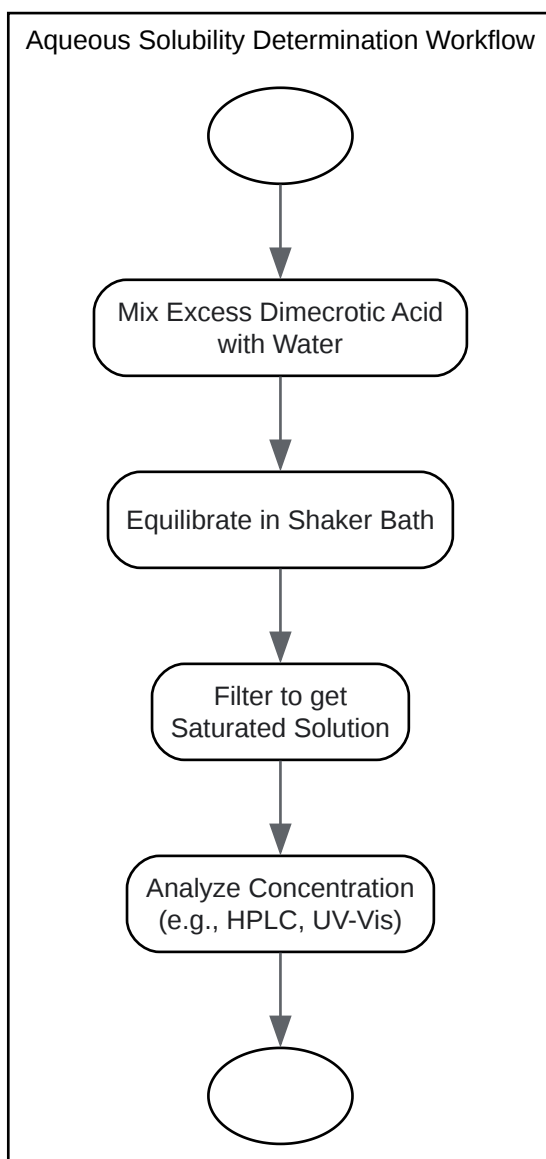 Aqueous Solubility Determination Workflow
Mix Excess Dimecrotic Acid
with Water
Equilibrate in Shaker Bath
Filter to get
Saturated Solution
Analyze Concentration
(e.g., HPLC, UV-Vis)